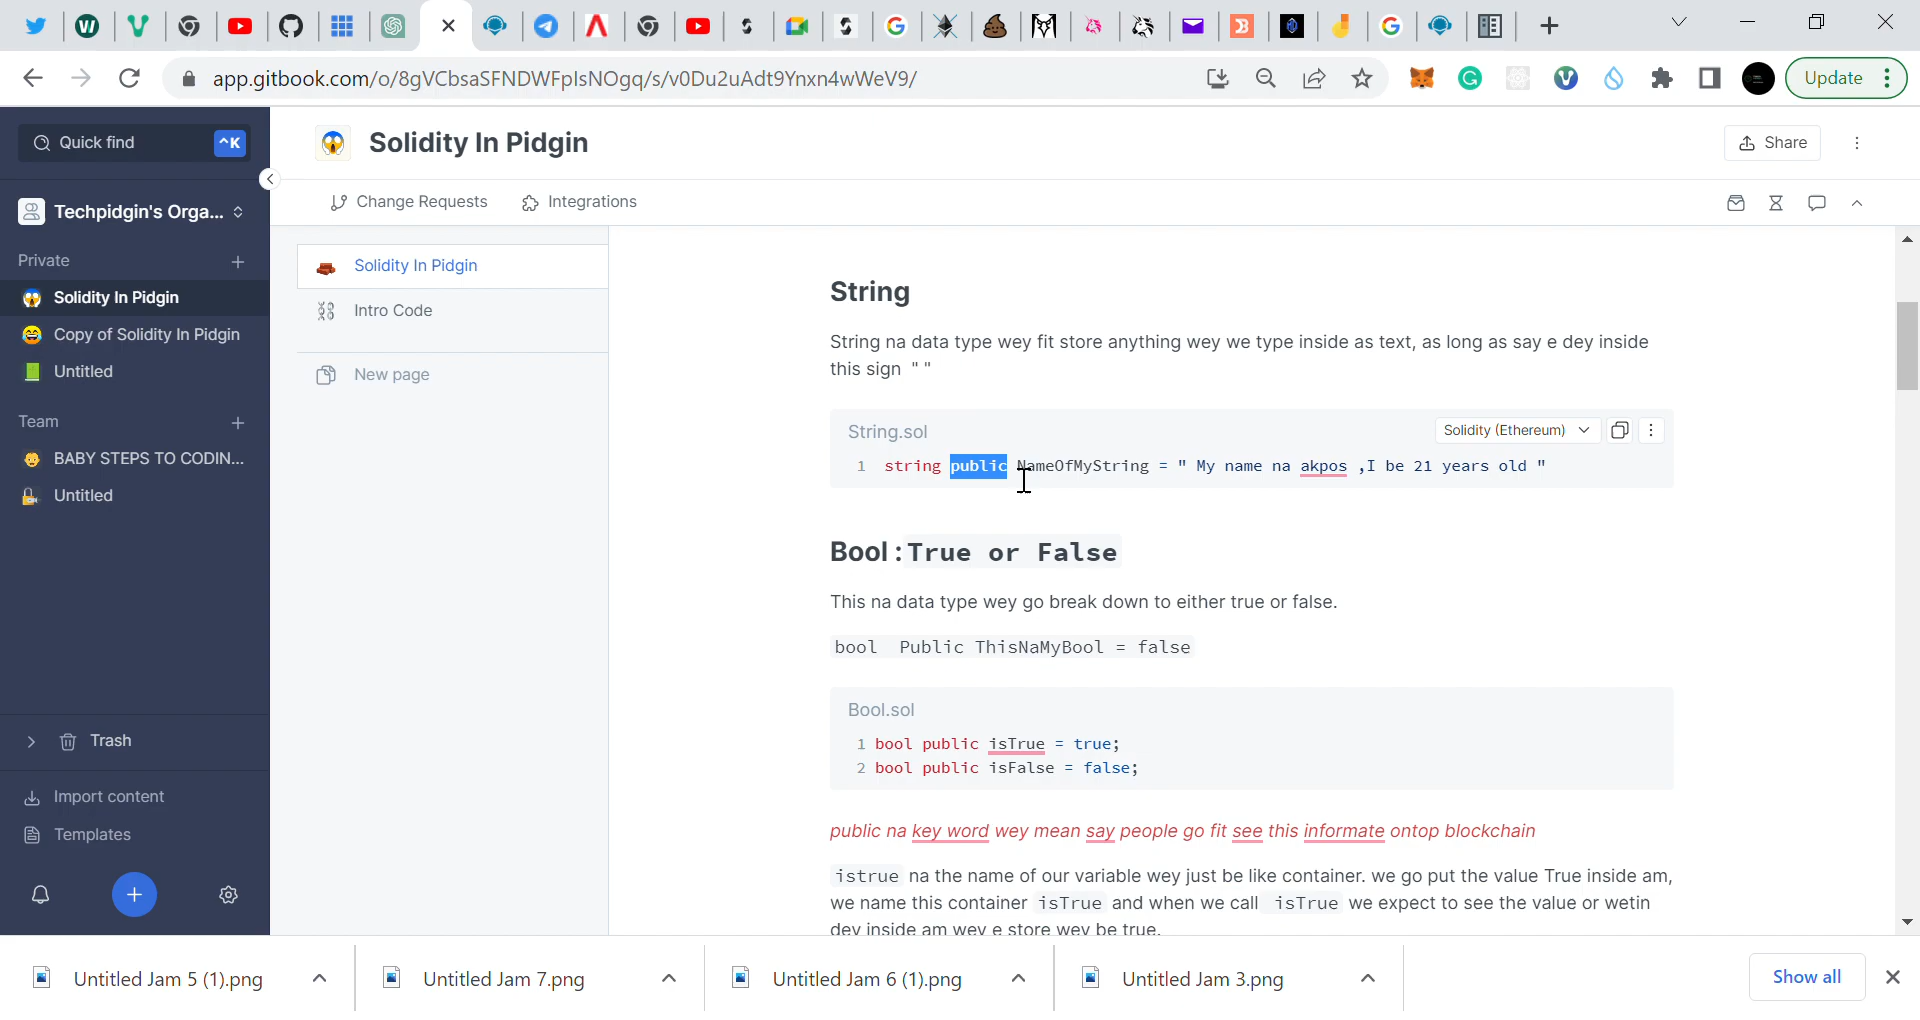 app.gitbook.com/o/8gVCbsaSFNDWFplsNOgq/s/v0Du2uAdt9Ynxn4wWeV9/
Update
Quick find
^K
Solidity In Pidgin
Share
Techpidgin's Orga...
Change Requests
Integrations
Private
Solidity In Pidgin
Copy of Solidity In Pidgin
Untitled
Team
BABY STEPS TO CODIN...
Untitled
Trash
Import content
Templates
Solidity In Pidgin
Intro Code
New page
String
String na data type wey fit store anything wey we type inside as text, as long as say e dey inside
this sign " "
String.sol
Solidity (Ethereum)
1 string public NameOfMyString = " My name na akpos ,I be 21 years old "
Bool : True or False
This na data type wey go break down to either true or false.
bool Public ThisNaMyBool = false
Bool.sol
1 bool public isTrue = true;
2 bool public isFalse = false;
public na key word wey mean say people go fit see this informate ontop blockchain
istrue na the name of our variable wey just be like container. we go put the value True inside am,
we name this container isTrue and when we call isTrue we expect to see the value or wetin
dey inside am wey e store wey be true.
Untitled Jam 5 (1).png
Untitled Jam 7.png
Untitled Jam 6 (1).png
Untitled Jam 3.png
Show all